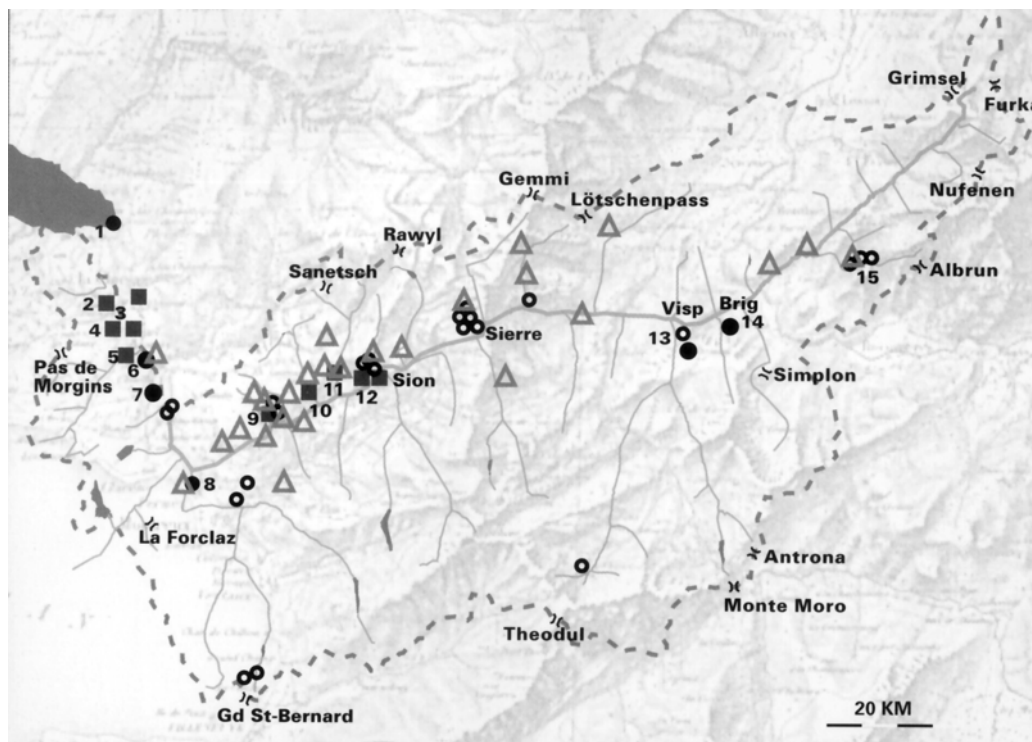 Grimsel
Furka
Nufenen
Gemmi
Lötschenpass
1
Rawyl
Albrun
15
Sanetsch
2
3
Visp
Brig
4
14
Sierre
13
5
Pas de
Morgins
6
Simplon
11
Sion
7
12
10
9
8
La Forclaz
Antrona
Monte Moro
Theodul
Gd St-Bernard
20 KM